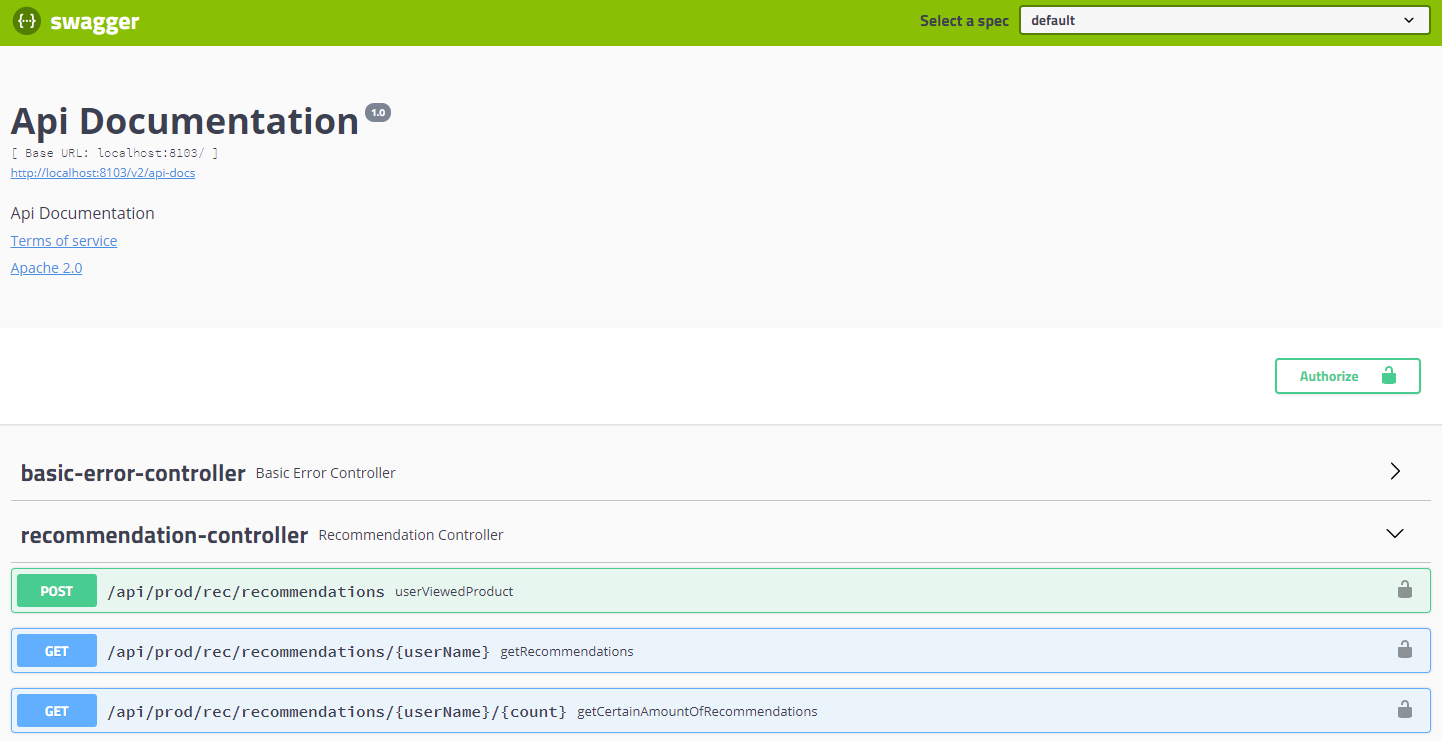 {··} swagger Select a spec default
Api Documentation 1.0
[ Base URL: localhost:8103/ ]
http://localhost:8103/v2/api-docs
Api Documentation
Terms of service
Apache 2.0
Authorize
basic-error-controller Basic Error Controller
recommendation-controller Recommendation Controller
POST /api/prod/rec/recommendations userViewedProduct
GET /api/prod/rec/recommendations/{userName} getRecommendations
GET /api/prod/rec/recommendations/{userName}/{count} getCertainAmountOfRecommendations